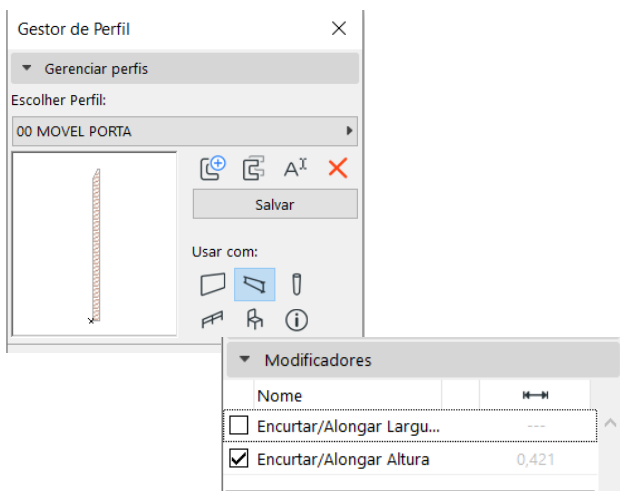 Gestor de Perfil
Gerenciar perfis
Escolher Perfil:
00 MOVEL PORTA
Salvar
Usar com:
Modificadores
Nome
Encurtar/Alongar Largu... ---
Encurtar/Alongar Altura 0,421